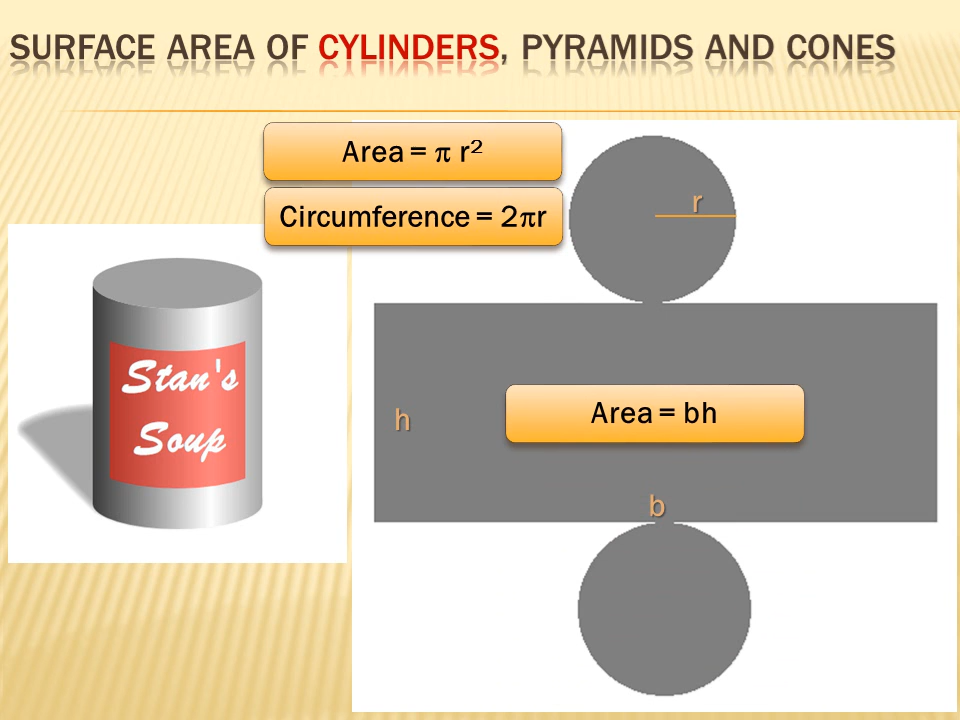 SURFACE AREA OF CYLINDERS, PYRAMIDS AND CONES
Area = π r²
Circumference = 2πr
r
Stan's
Soup
h
Area = bh
b